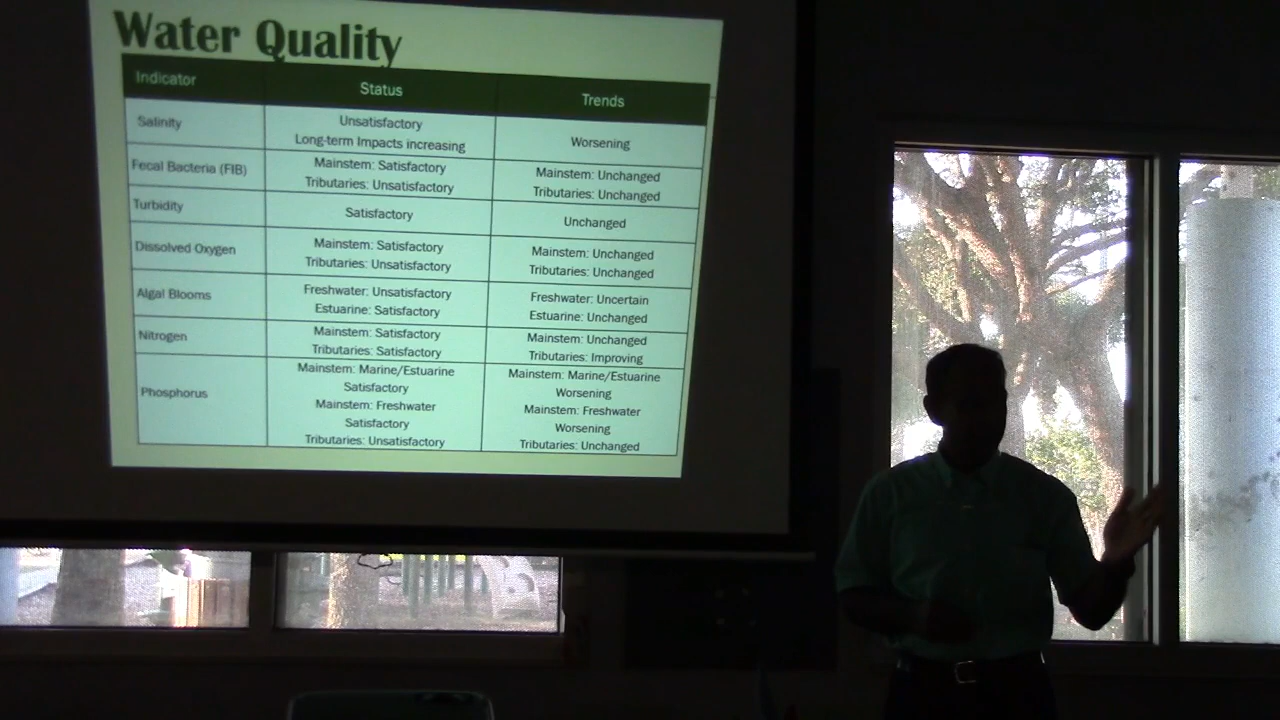 Water Quality
Indicator Status Trends
Salinity Unsatisfactory Worsening
Long-term Impacts increasing
Fecal Bacteria (FIB) Mainstem: Satisfactory Mainstem: Unchanged
Tributaries: Unsatisfactory Tributaries: Unchanged
Turbidity Satisfactory Unchanged
Dissolved Oxygen Mainstem: Satisfactory Mainstem: Unchanged
Tributaries: Unsatisfactory Tributaries: Unchanged
Algal Blooms Freshwater: Unsatisfactory Freshwater: Uncertain
Estuarine: Satisfactory Estuarine: Unchanged
Nitrogen Mainstem: Satisfactory Mainstem: Unchanged
Tributaries: Satisfactory Tributaries: Improving
Phosphorus Mainstem: Marine/Estuarine Mainstem: Marine/Estuarine
Satisfactory Worsening
Mainstem: Freshwater Mainstem: Freshwater
Satisfactory Worsening
Tributaries: Unsatisfactory Tributaries: Unchanged